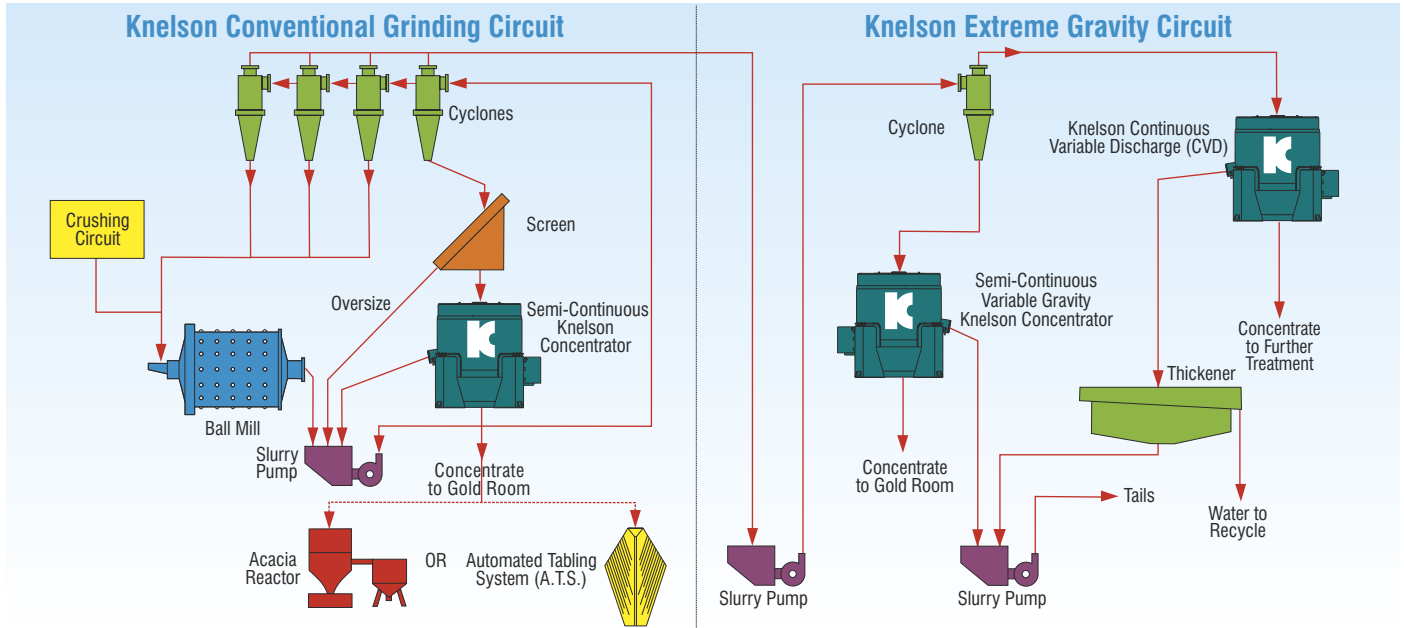 Knelson Conventional Grinding Circuit
Cyclones
Crushing
Circuit
Screen
Oversize
Semi-Continuous
Knelson
Concentrator
Ball Mill
Slurry
Pump
Concentrate
to Gold Room
Acacia
Reactor
OR
Automated Tabling
System (A.T.S.)
Knelson Extreme Gravity Circuit
Cyclone
Knelson Continuous
Variable Discharge (CVD)
Semi-Continuous
Variable Gravity
Knelson Concentrator
Concentrate
to Further
Treatment
Thickener
Concentrate
to Gold Room
Tails
Water to
Recycle
Slurry Pump
Slurry Pump